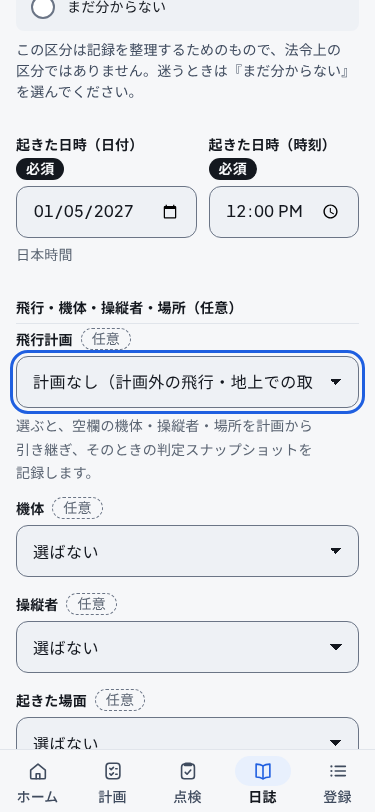 まだ分からない
この区分は記録を整理するためのもので、法令上の
区分ではありません。迷うときは『まだ分からない』
を選んでください。
起きた日時（日付）
必須
起きた日時（時刻）
必須
01/05/2027
12:00 PM
日本時間
飛行・機体・操縦者・場所（任意）
飛行計画 任意
計画なし（計画外の飛行・地上での取
選ぶと、空欄の機体・操縦者・場所を計画から
引き継ぎ、そのときの判定スナップショットを
記録します。
機体 任意
選ばない
操縦者 任意
選ばない
起きた場面 任意
選ばない
ホーム 計画 点検 日誌 登録